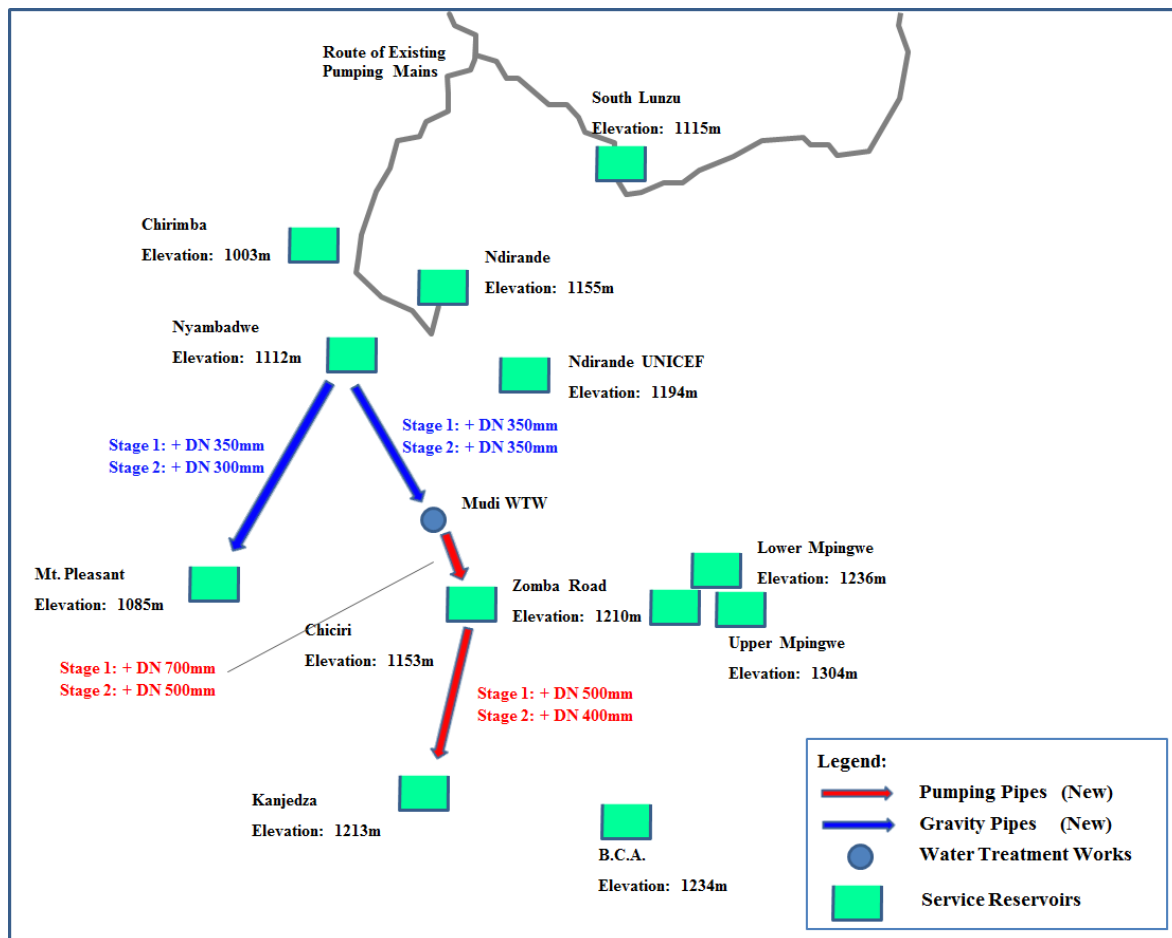 Route of Existing
Pumping Mains
South Lunzu
Elevation: 1115m
Chirimba
Elevation: 1003m
Ndirande
Elevation: 1155m
Nyambadwe
Elevation: 1112m
Ndirande UNICEF
Elevation: 1194m
Stage 1: + DN 350mm
Stage 2: + DN 300mm
Stage 1: + DN 350mm
Stage 2: + DN 350mm
Mudi WTW
Mt. Pleasant
Elevation: 1085m
Zomba Road
Elevation: 1210m
Lower Mpingwe
Elevation: 1236m
Upper Mpingwe
Elevation: 1304m
Chiciri
Elevation: 1153m
Stage 1: + DN 700mm
Stage 2: + DN 500mm
Stage 1: + DN 500mm
Stage 2: + DN 400mm
Kanjedza
Elevation: 1213m
B.C.A.
Elevation: 1234m
Legend:
Pumping Pipes (New)
Gravity Pipes (New)
Water Treatment Works
Service Reservoirs